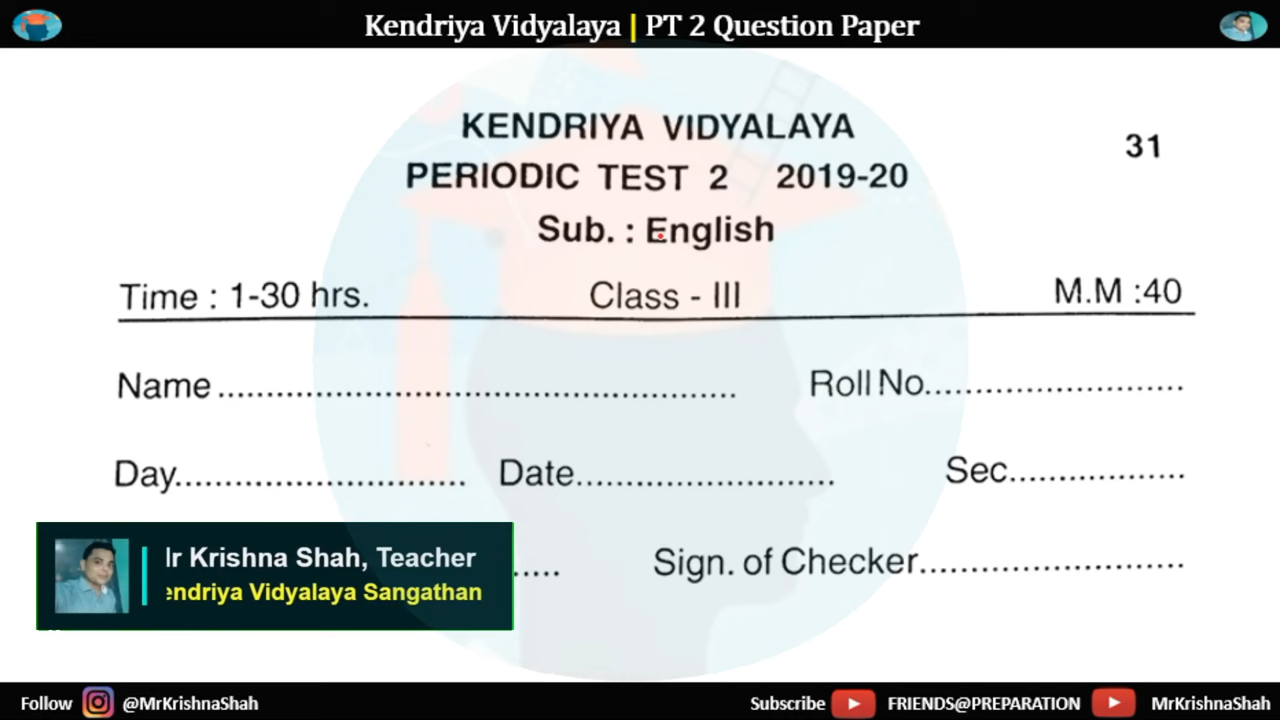 Kendriya Vidyalaya | PT 2 Question Paper
KENDRIYA VIDYALAYA
31
PERIODIC TEST 2 2019-20
Sub. : English
Time : 1-30 hrs. Class - III M.M :40
Name ................................................ Roll No...........................
Day.............................. Date.......................... Sec..................
..... Sign. of Checker...........................
Mr Krishna Shah, Teacher
endriya Vidyalaya Sangathan
Follow @MrKrishnaShah Subscribe FRIENDS@PREPARATION MrKrishnaShah